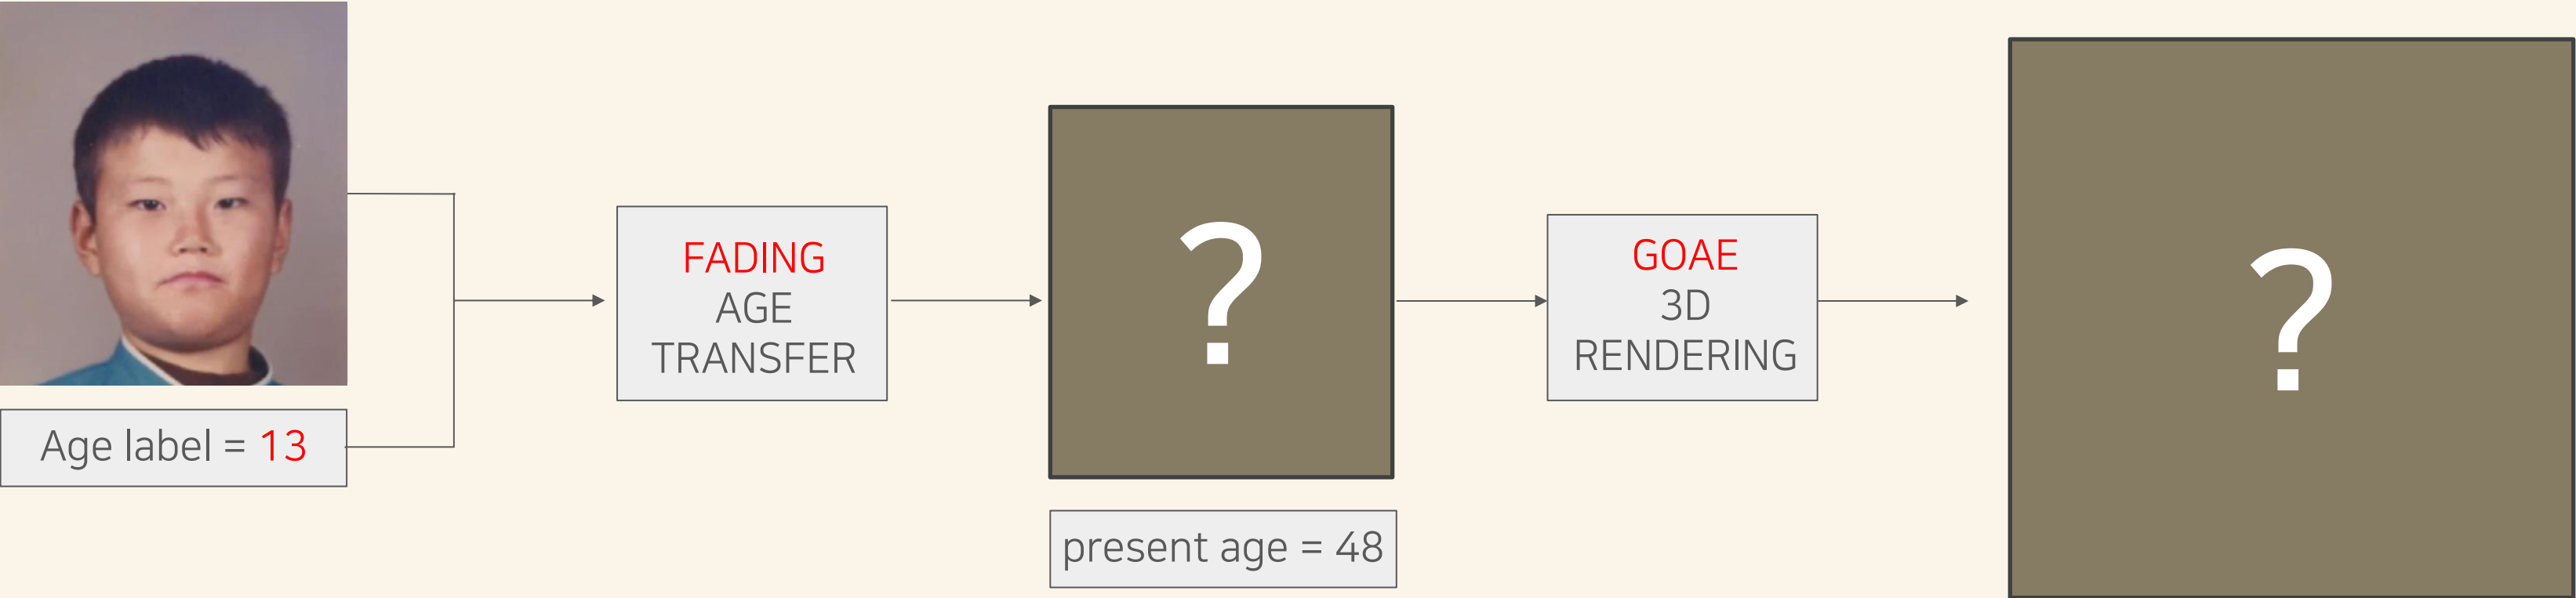 Age label = 13
FADING
AGE
TRANSFER
?
present age = 48
GOAE
3D
RENDERING
?